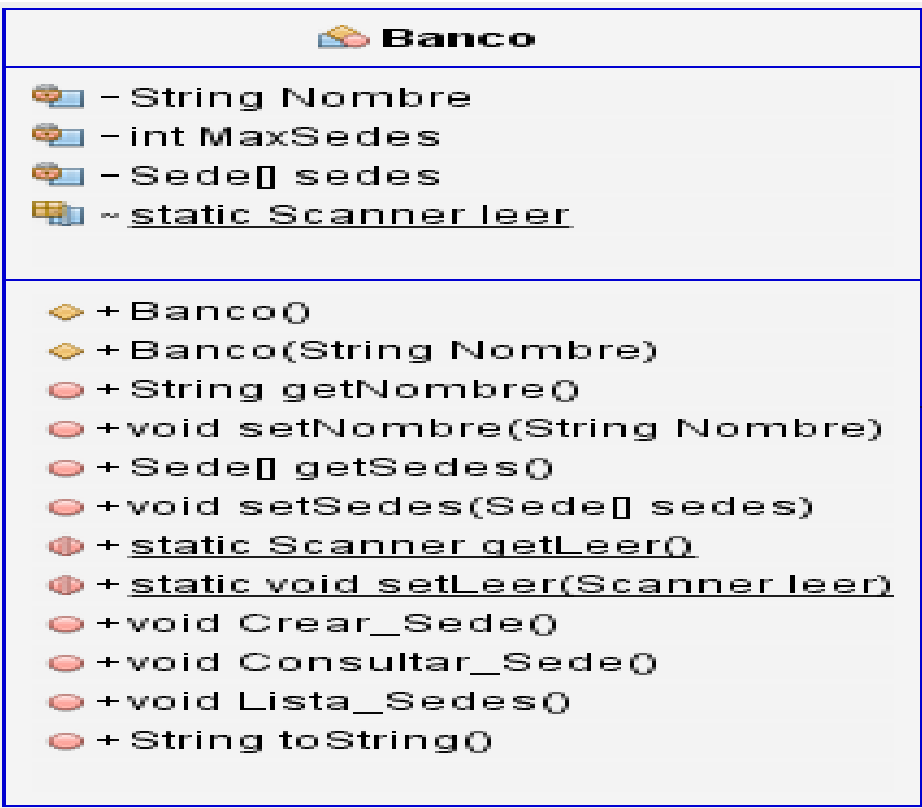 Banco
- String Nombre
- int MaxSedes
- Sede[] sedes
~ static Scanner leer
+ Banco()
+ Banco(String Nombre)
+ String getNombre()
+ void setNombre(String Nombre)
+ Sede[] getSedes()
+ void setSedes(Sede[] sedes)
+ static Scanner getLeer()
+ static void setLeer(Scanner leer)
+ void Crear_Sede()
+ void Consultar_Sede()
+ void Lista_Sedes()
+ String toString()